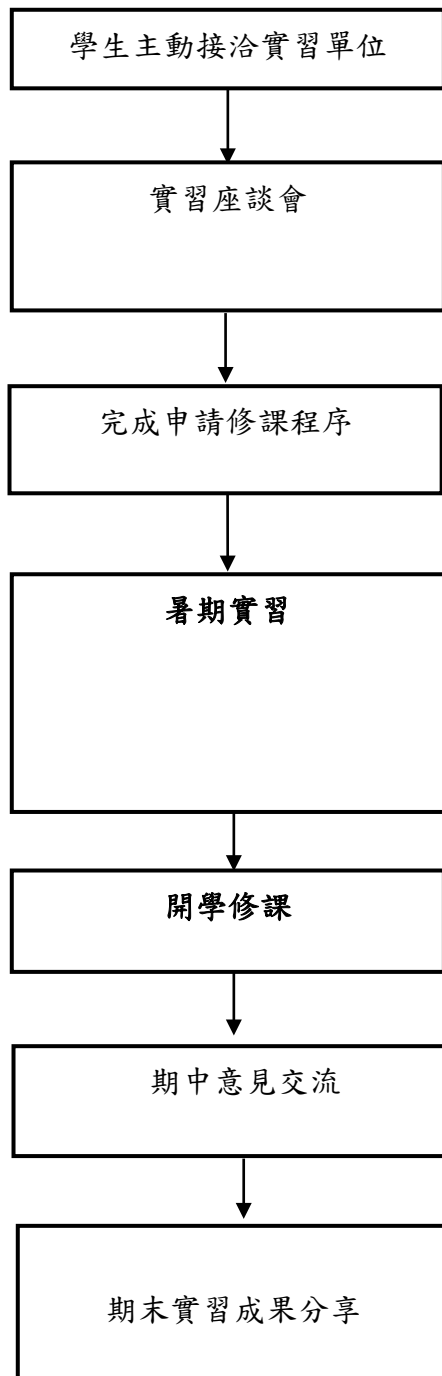 學生主動接洽實習單位
實習座談會
完成申請修課程序
暑期實習
開學修課
期中意見交流
期末實習成果分享